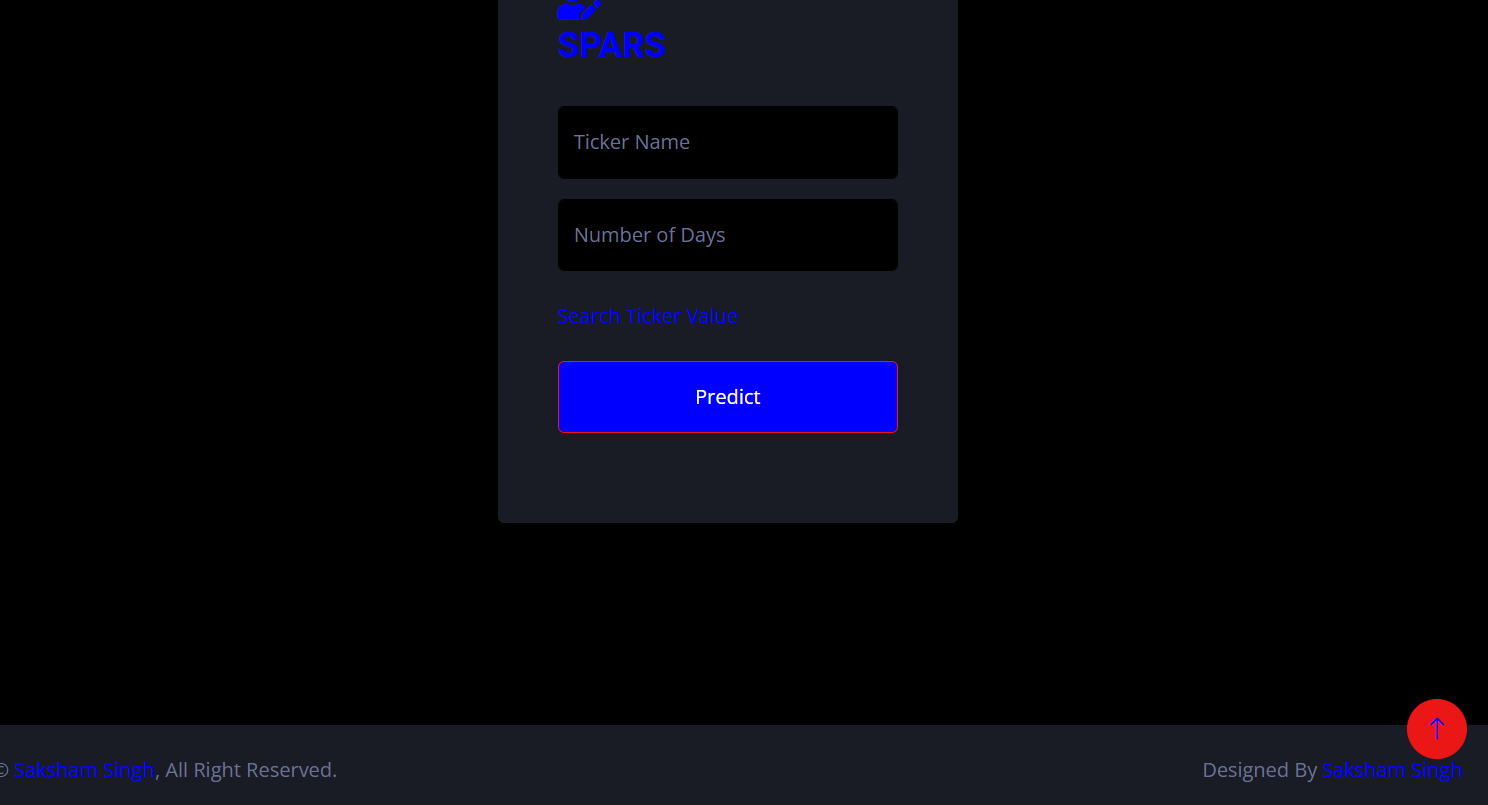 SPARS
Ticker Name
Number of Days
Search Ticker Value
Predict
© Saksham Singh, All Right Reserved.
Designed By Saksham Singh